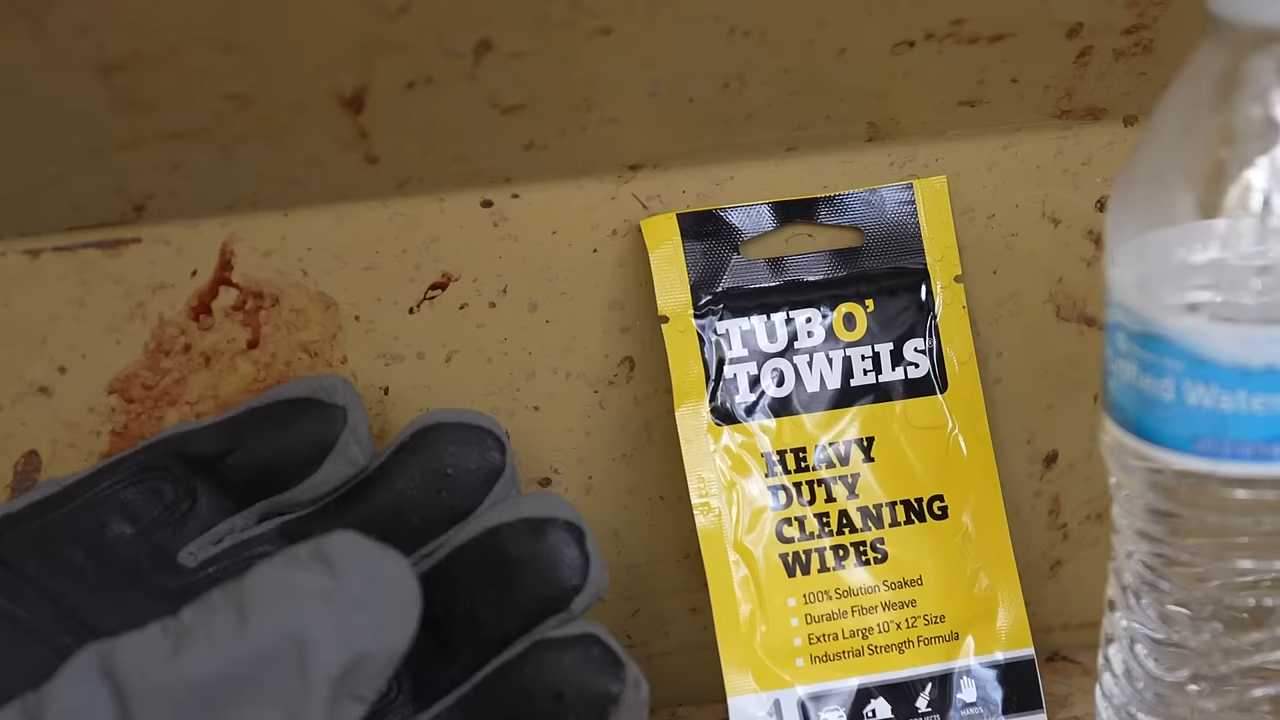 TUB O'
TOWELS®
HEAVY
DUTY
CLEANING
WIPES
100% Solution Soaked
Durable Fiber Weave
Extra Large 10" x 12" Size
Industrial Strength Formula
HANDS
Water